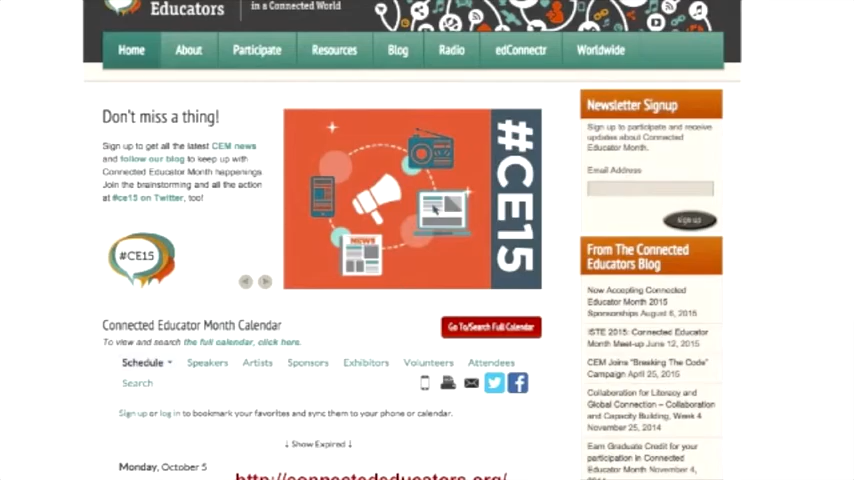 Educators
in a Connected World
Home About Participate Resources Blog Radio edConnectr Worldwide
Don't miss a thing!
Sign up to get all the latest CEM news
and follow our blog to keep up with
Connected Educator Month happenings
Join the brainstorming and all the action
at #ce15 on Twitter, too!
#CE15
NEWS
#CE15
Newsletter Signup
Sign up to participate and receive
updates about Connected
Educator Month.
Email Address
sign up
From The Connected
Educators Blog
Now Accepting Connected
Educator Month 2015
Sponsorships August 6, 2015
ISTE 2015: Connected Educator
Month Meet-up June 12, 2015
CEM Joins "Breaking The Code"
Campaign April 25, 2015
Collaboration for Literacy and
Global Connection – Collaboration
and Capacity Building, Week 4
November 25, 2014
Earn Graduate Credit for your
participation in Connected
Educator Month November 4,
Connected Educator Month Calendar
Go To/Search Full Calendar
To view and search the full calendar, click here.
Schedule Speakers Artists Sponsors Exhibitors Volunteers Attendees
Search
Sign up or log in to bookmark your favorites and sync them to your phone or calendar.
↓ Show Expired ↓
Monday, October 5
http://connectededucators.org/